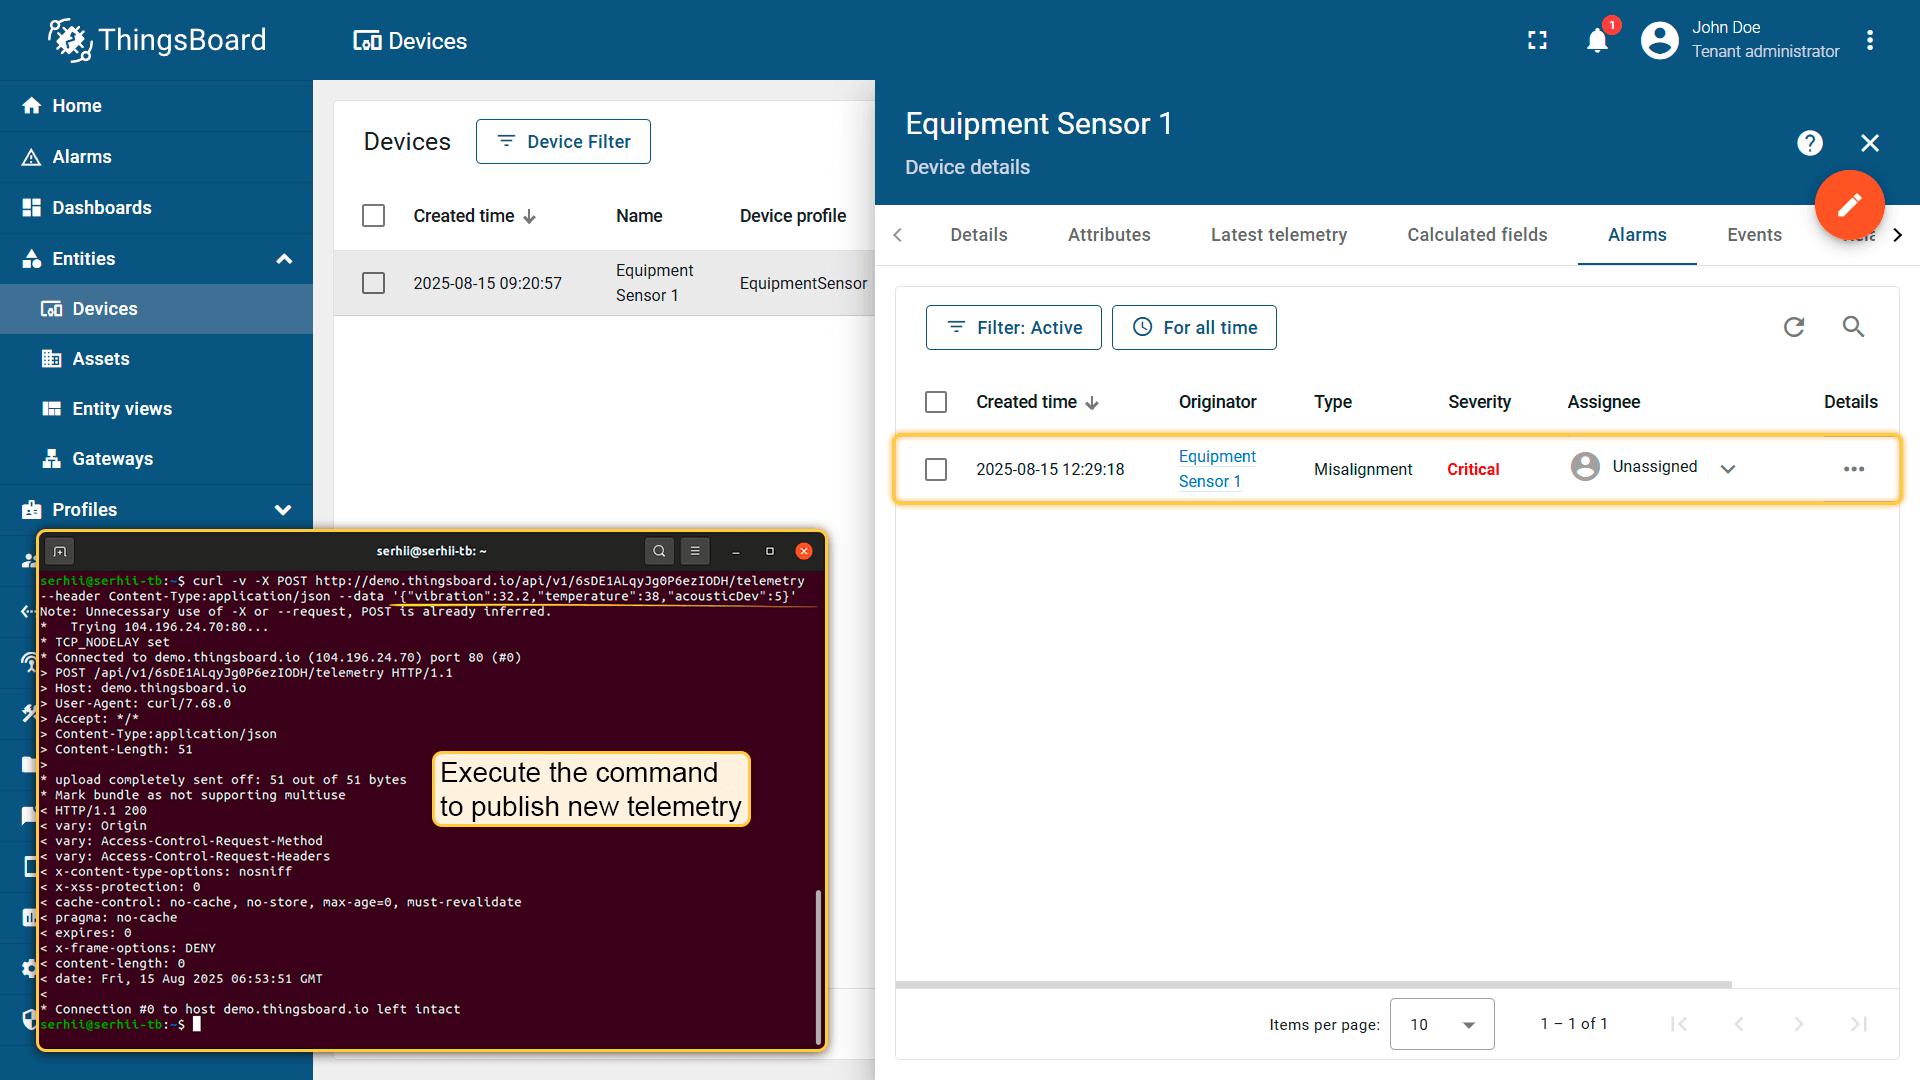 ThingsBoard
Devices
1
John Doe
Tenant administrator
Home
Alarms
Dashboards
Entities
Devices
Assets
Entity views
Gateways
Profiles
Devices
Device Filter
Created time
Name
Device profile
2025-08-15 09:20:57
Equipment
Sensor 1
EquipmentSensor
Equipment Sensor 1
Device details
Details
Attributes
Latest telemetry
Calculated fields
Alarms
Events
Filter: Active
For all time
Created time
Originator
Type
Severity
Assignee
Details
2025-08-15 12:29:18
Equipment
Sensor 1
Misalignment
Critical
Unassigned
Items per page:
10
1 – 1 of 1
serhii@serhii-tb: ~
serhii@serhii-tb:~$ curl -v -X POST http://demo.thingsboard.io/api/v1/6sDE1ALqyJg0P6ezIODH/telemetry
--header Content-Type:application/json --data '{"vibration":32.2,"temperature":38,"acousticDev":5}'
Note: Unnecessary use of -X or --request, POST is already inferred.
*   Trying 104.196.24.70:80...
* TCP_NODELAY set
* Connected to demo.thingsboard.io (104.196.24.70) port 80 (#0)
> POST /api/v1/6sDE1ALqyJg0P6ezIODH/telemetry HTTP/1.1
> Host: demo.thingsboard.io
> User-Agent: curl/7.68.0
> Accept: */*
> Content-Type:application/json
> Content-Length: 51
>
* upload completely sent off: 51 out of 51 bytes
* Mark bundle as not supporting multiuse
< HTTP/1.1 200
< vary: Origin
< vary: Access-Control-Request-Method
< vary: Access-Control-Request-Headers
< x-content-type-options: nosniff
< x-xss-protection: 0
< cache-control: no-cache, no-store, max-age=0, must-revalidate
< pragma: no-cache
< expires: 0
< x-frame-options: DENY
< content-length: 0
< date: Fri, 15 Aug 2025 06:53:51 GMT
<
* Connection #0 to host demo.thingsboard.io left intact
serhii@serhii-tb:~$
Execute the command
to publish new telemetry